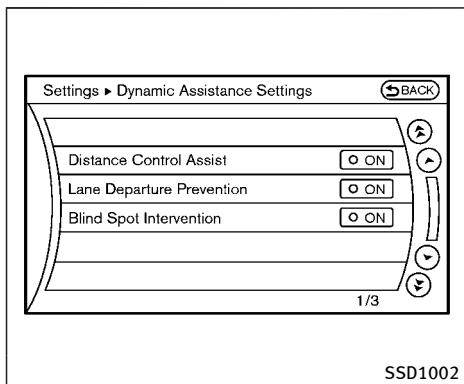 Settings ▸ Dynamic Assistance Settings BACK
Distance Control Assist ON
Lane Departure Prevention ON
Blind Spot Intervention ON
1/3
SSD1002